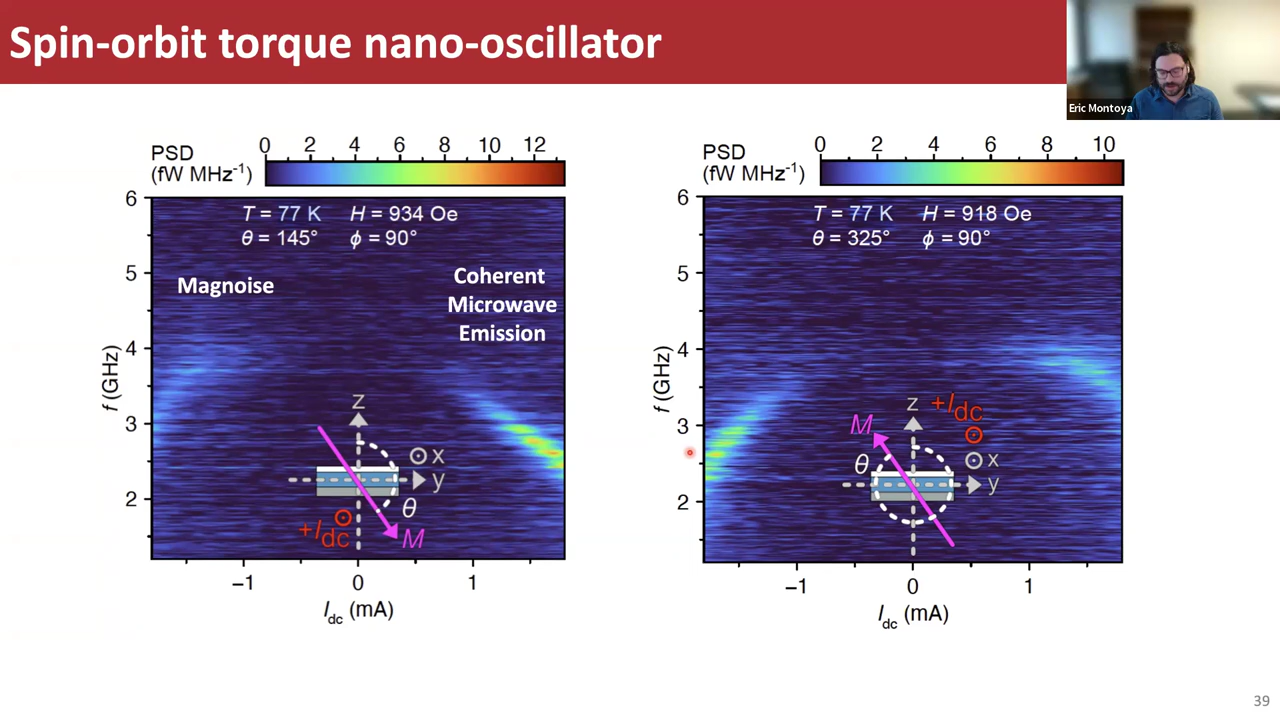 Spin-orbit torque nano-oscillator
Eric Montoya
PSD
(fW MHz⁻¹)
0 2 4 6 8 10 12
T = 77 K H = 934 Oe
θ = 145° ϕ = 90°
Magnoise
Coherent
Microwave
Emission
6
5
4
3
2
f (GHz)
z
x
y
θ
+Idc
M
−1 0 1
Idc (mA)
PSD
(fW MHz⁻¹)
0 2 4 6 8 10
T = 77 K H = 918 Oe
θ = 325° ϕ = 90°
6
5
4
3
2
f (GHz)
z
+Idc
M
θ
x
y
−1 0 1
Idc (mA)
39